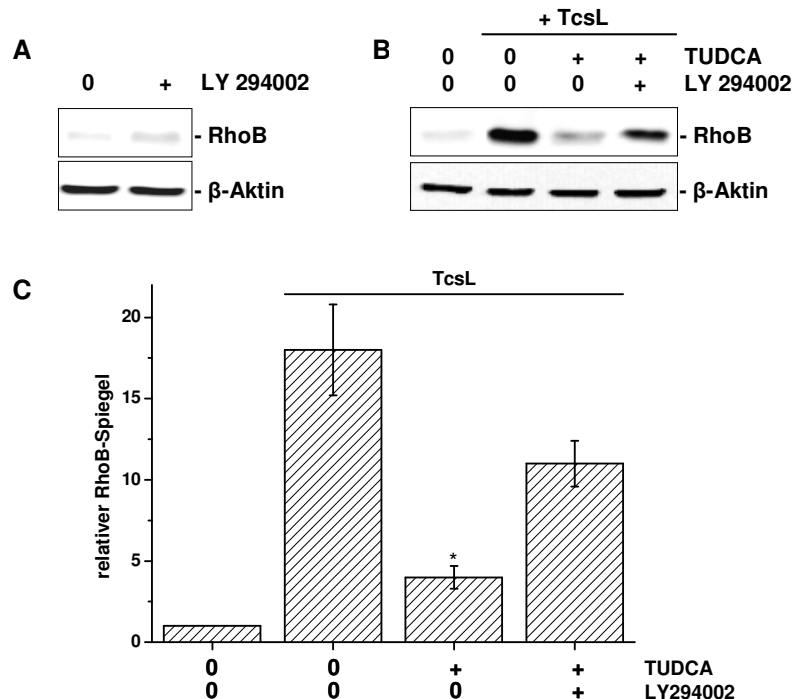 A
0 + LY 294002
- RhoB
- β-Aktin
B
+ TcsL
0 0 + + TUDCA
0 0 0 + LY 294002
- RhoB
- β-Aktin
C
TcsL
relativer RhoB-Spiegel
20
15
10
5
0
*
0 0 + + TUDCA
0 0 0 + LY294002